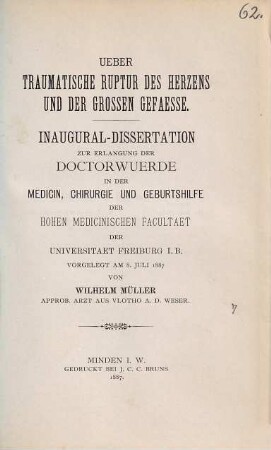 62.
UEBER
TRAUMATISCHE RUPTUR DES HERZENS
UND DER GROSSEN GEFAESSE.
INAUGURAL-DISSERTATION
ZUR ERLANGUNG DER
DOCTORWUERDE
IN DER
MEDICIN, CHIRURGIE UND GEBURTSHILFE
DER
HOHEN MEDICINISCHEN FACULTAET
DER
UNIVERSITAET FREIBURG I. B.
VORGELEGT AM 8. JULI 1887
VON
WILHELM MÜLLER
APPROB. ARZT AUS VLOTHO A. D. WESER.
MINDEN I. W.
GEDRUCKT BEI J. C. C. BRUNS
1887.